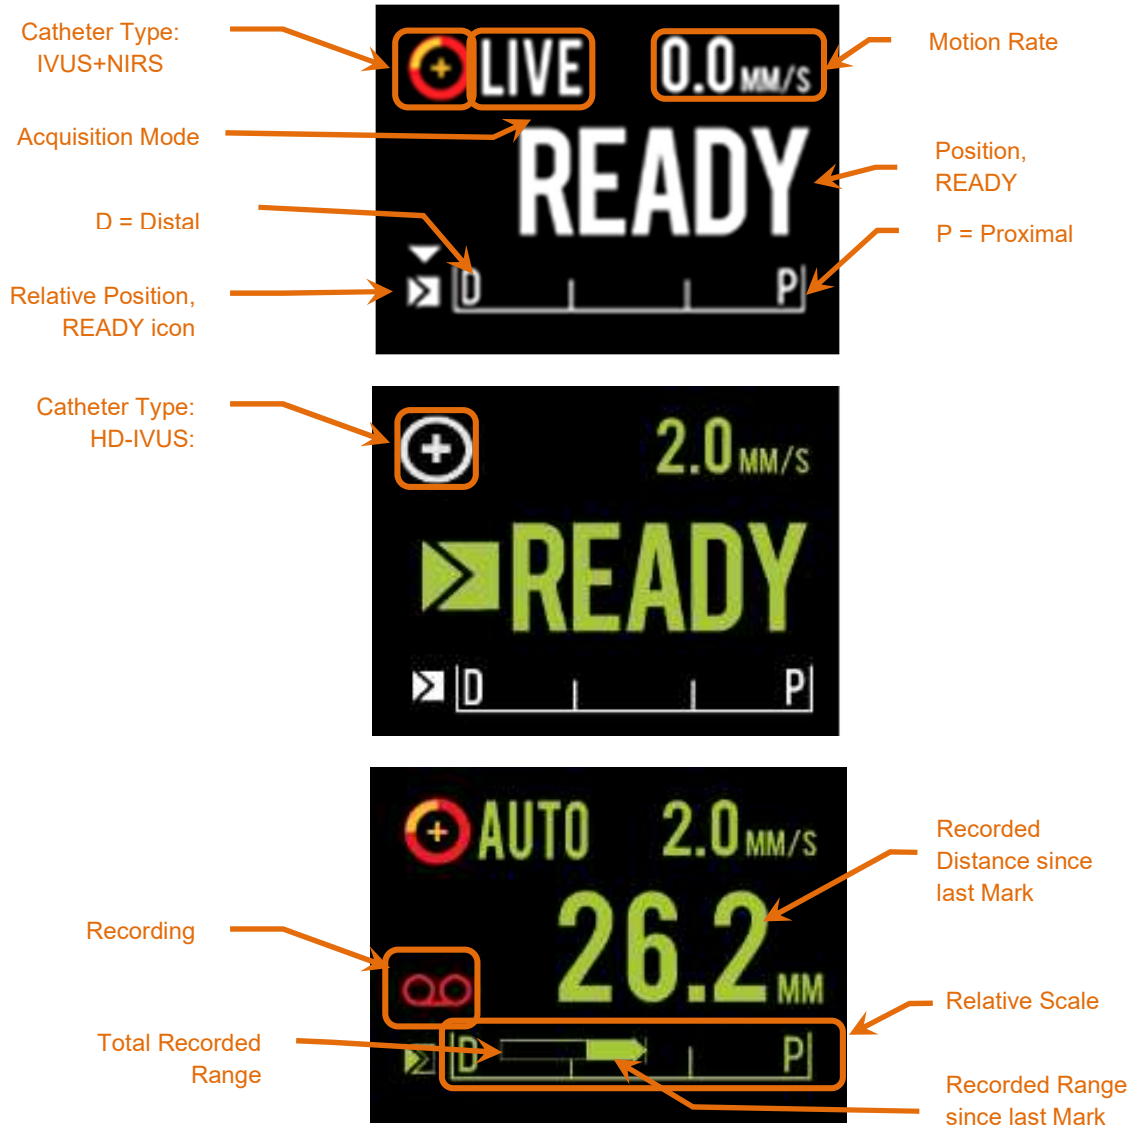 Catheter Type:
IVUS+NIRS
LIVE
0.0 MM/S
Motion Rate
Acquisition Mode
READY
Position,
READY
D = Distal
P = Proximal
D
P
Relative Position,
READY icon
Catheter Type:
HD-IVUS:
2.0 MM/S
READY
D
P
AUTO
2.0 MM/S
Recorded
Distance since
last Mark
26.2 MM
Recording
Relative Scale
Total Recorded
Range
D
P
Recorded Range
since last Mark